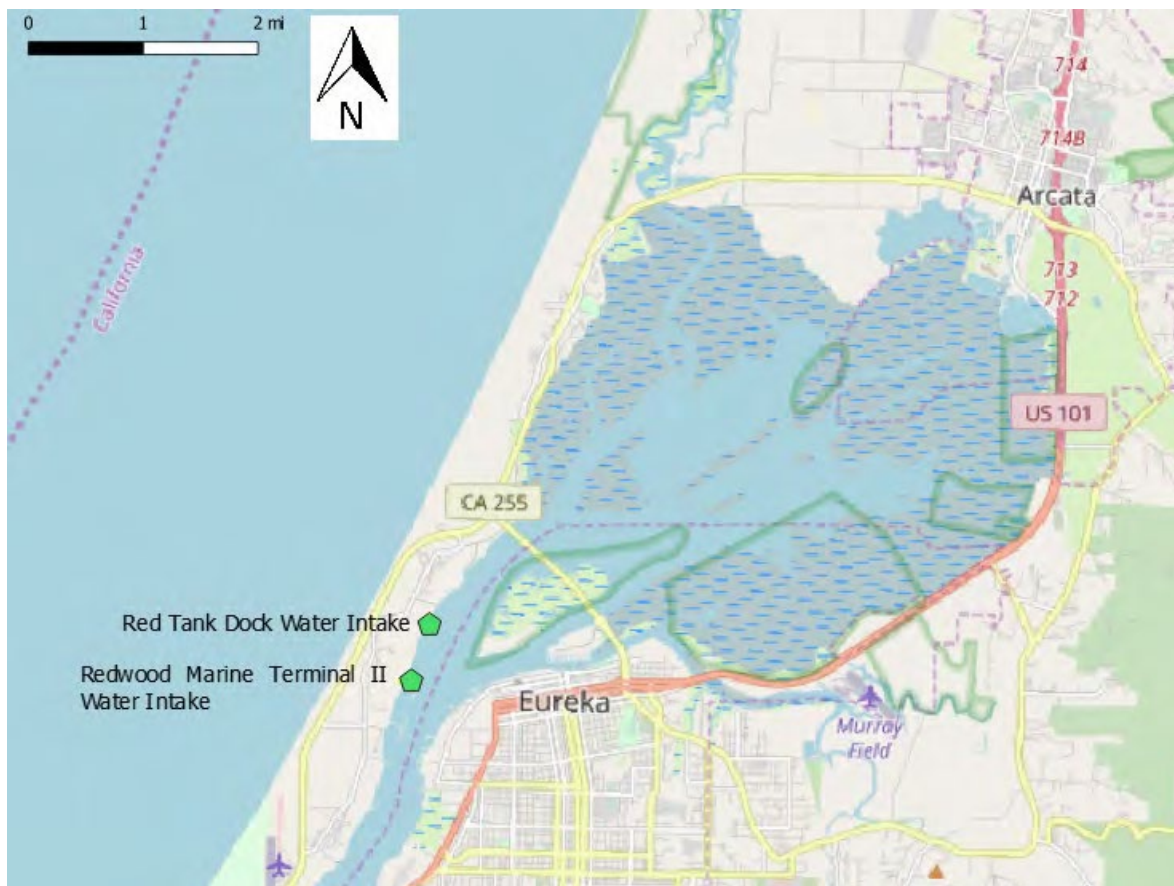 0 1 2 mi
N
California
714
714B
Arcata
713
712
US 101
CA 255
Red Tank Dock Water Intake
Redwood Marine Terminal II
Water Intake
Eureka
Murray
Field